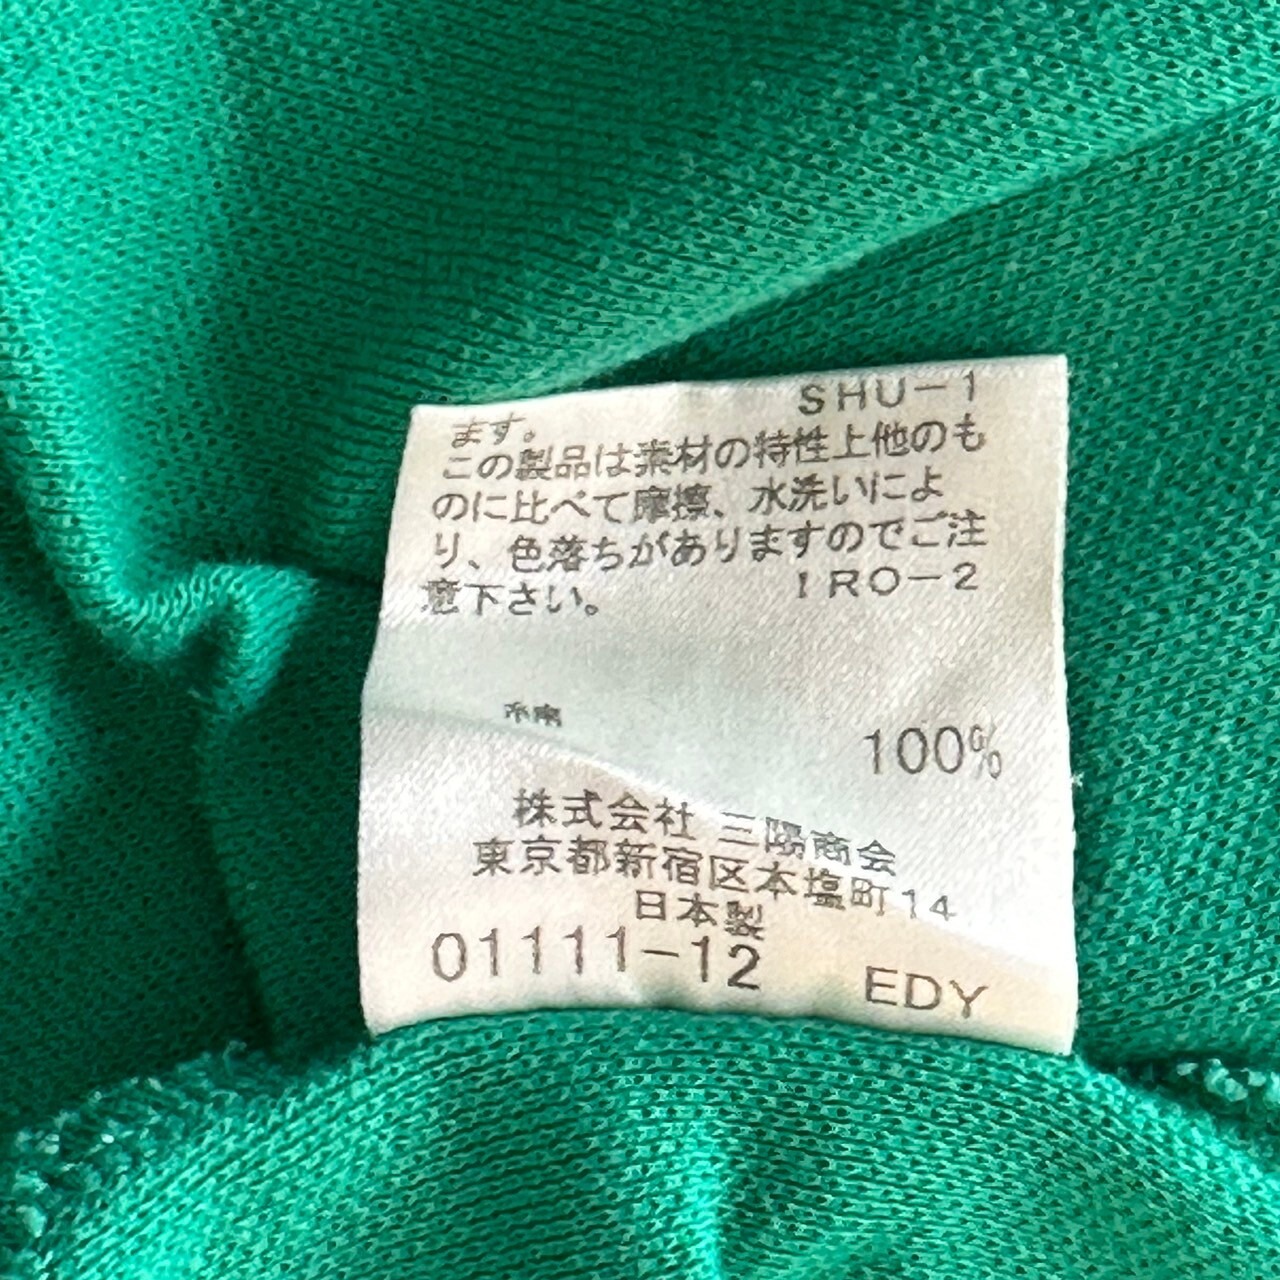 SHU-1
ます。
この製品は素材の特性上他のも
のに比べて摩擦、水洗いによ
り、色落ちがありますのでご注
意下さい。 IRO-2
綿 100%
株式会社 三陽商会
東京都新宿区本塩町14
日本製
01111-12 EDY